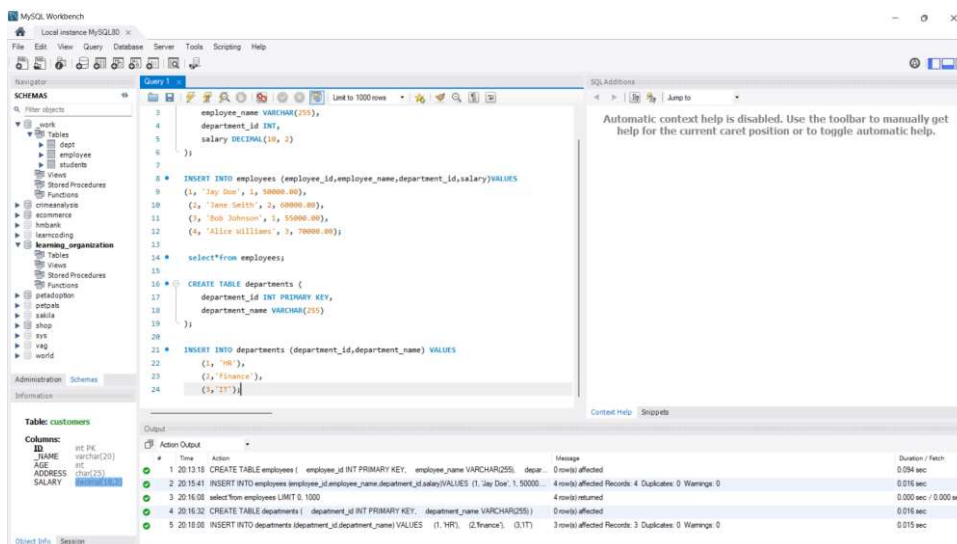 MySQL Workbench
Local instance MySQL80 ×
File Edit View Query Database Server Tools Scripting Help
Navigator
SCHEMAS
Filter objects
_work
Tables
dept
employee
students
Views
Stored Procedures
Functions
crimeanalysis
ecommerce
hmbank
learncoding
learning_organization
Tables
Views
Stored Procedures
Functions
petadoption
petpals
sakila
shop
sys
vag
world
Administration Schemas
Information
Table: customers
Columns:
ID int PK
_NAME varchar(20)
AGE int
ADDRESS char(25)
SALARY decimal(18,2)
Object Info Session
Query 1 ×
Limit to 1000 rows
3 employee_name VARCHAR(255),
4 department_id INT,
5 salary DECIMAL(10, 2)
6 );
7
8 INSERT INTO employees (employee_id,employee_name,department_id,salary)VALUES
9 (1, 'Jay Doe', 1, 50000.00),
10 (2, 'Jane Smith', 2, 60000.00),
11 (3, 'Bob Johnson', 1, 55000.00),
12 (4, 'Alice Williams', 3, 70000.00);
13
14 select*from employees;
15
16 CREATE TABLE departments (
17 department_id INT PRIMARY KEY,
18 department_name VARCHAR(255)
19 );
20
21 INSERT INTO departments (department_id,department_name) VALUES
22 (1, 'HR'),
23 (2,'finance'),
24 (3,'IT');
SQLAdditions
Jump to
Automatic context help is disabled. Use the toolbar to manually get
help for the current caret position or to toggle automatic help.
Context Help Snippets
Output
Action Output
# Time Action Message Duration / Fetch
1 20:13:18 CREATE TABLE employees ( employee_id INT PRIMARY KEY, employee_name VARCHAR(255), depar... 0 row(s) affected 0.094 sec
2 20:15:41 INSERT INTO employees (employee_id,employee_name,department_id,salary)VALUES (1, 'Jay Doe', 1, 50000.... 4 row(s) affected Records: 4 Duplicates: 0 Warnings: 0 0.016 sec
3 20:16:08 select*from employees LIMIT 0, 1000 4 row(s) returned 0.000 sec / 0.000 se
4 20:16:32 CREATE TABLE departments ( department_id INT PRIMARY KEY, department_name VARCHAR(255) ) 0 row(s) affected 0.016 sec
5 20:18:08 INSERT INTO departments (department_id,department_name) VALUES (1, 'HR'), (2,'finance'), (3,'IT') 3 row(s) affected Records: 3 Duplicates: 0 Warnings: 0 0.015 sec